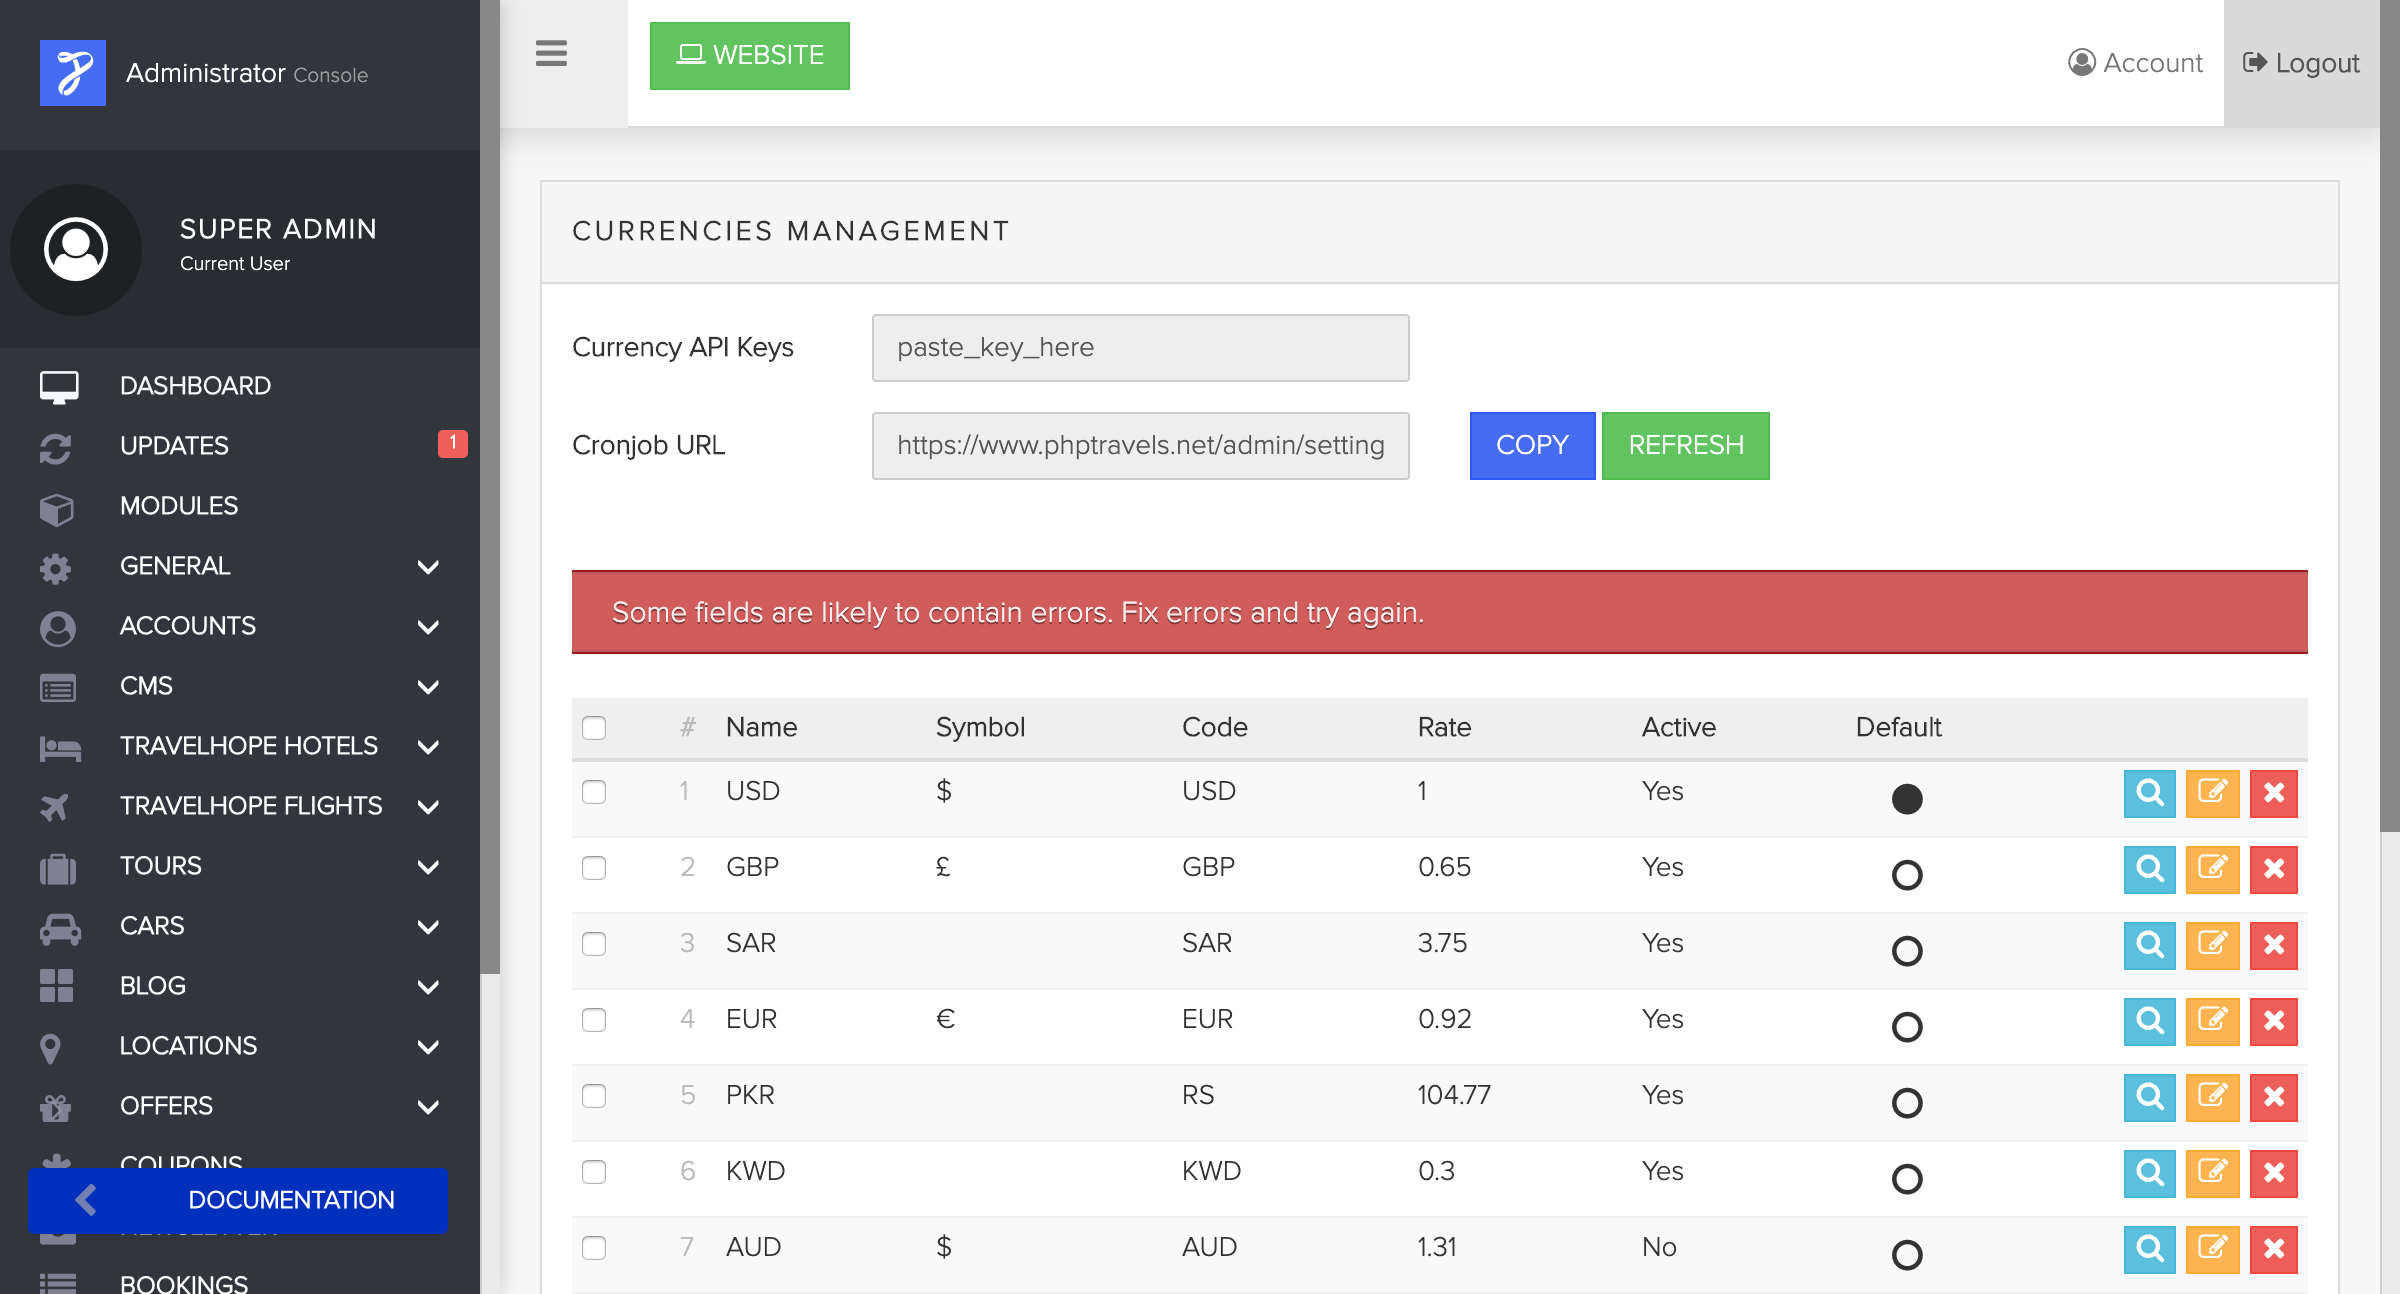 Administrator Console
WEBSITE
Account
Logout
SUPER ADMIN
Current User
DASHBOARD
UPDATES 1
MODULES
GENERAL
ACCOUNTS
CMS
TRAVELHOPE HOTELS
TRAVELHOPE FLIGHTS
TOURS
CARS
BLOG
LOCATIONS
OFFERS
COUPONS
DOCUMENTATION
BOOKINGS
CURRENCIES MANAGEMENT
Currency API Keys paste_key_here
Cronjob URL https://www.phptravels.net/admin/setting COPY REFRESH
Some fields are likely to contain errors. Fix errors and try again.
# Name Symbol Code Rate Active Default
1 USD $ USD 1 Yes
2 GBP £ GBP 0.65 Yes
3 SAR SAR 3.75 Yes
4 EUR € EUR 0.92 Yes
5 PKR RS 104.77 Yes
6 KWD KWD 0.3 Yes
7 AUD $ AUD 1.31 No